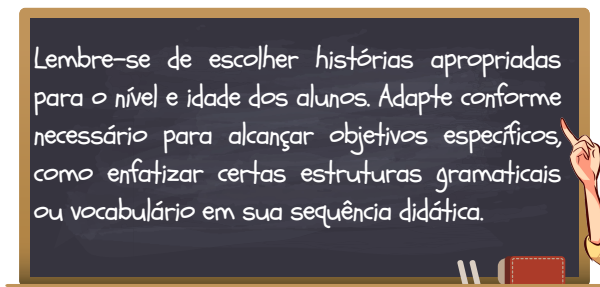 Lembre-se de escolher histórias apropriadas
para o nível e idade dos alunos. Adapte conforme
necessário para alcançar objetivos específicos,
como enfatizar certas estruturas gramaticais
ou vocabulário em sua sequência didática.